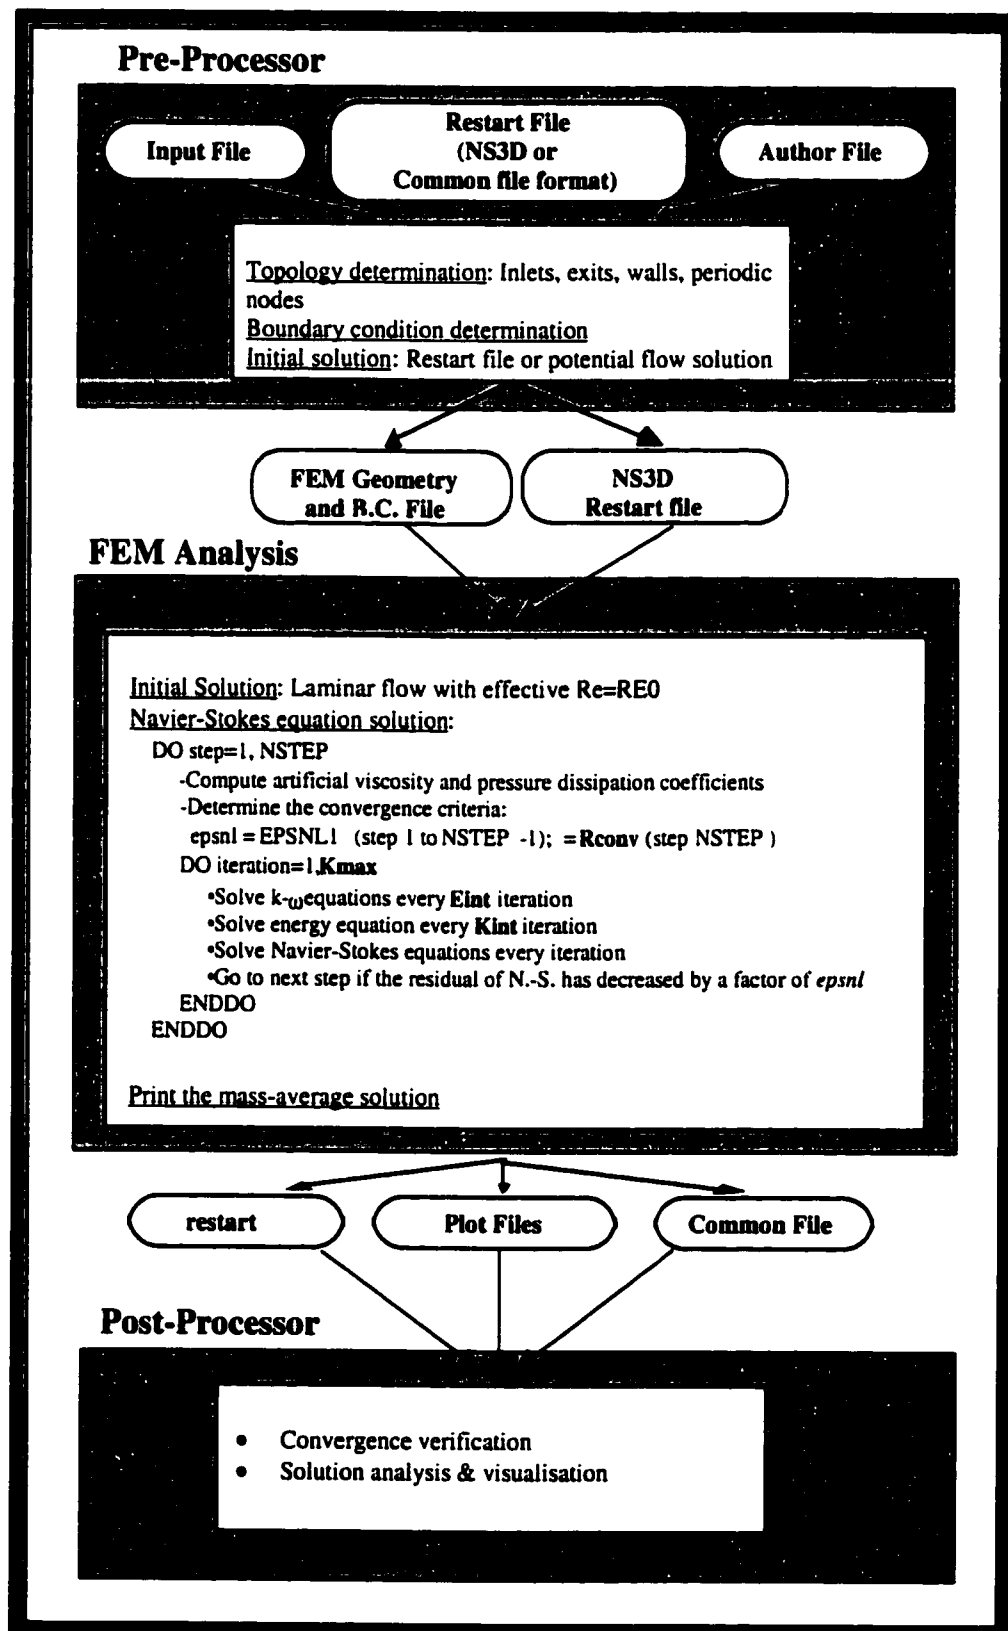 Pre-Processor
Input File
Restart File
(NS3D or
Common file format)
Author File
Topology determination: Inlets, exits, walls, periodic
nodes
Boundary condition determination
Initial solution: Restart file or potential flow solution
FEM Geometry
and B.C. File
NS3D
Restart file
FEM Analysis
Initial Solution: Laminar flow with effective Re=RE0
Navier-Stokes equation solution:
DO step=1, NSTEP
-Compute artificial viscosity and pressure dissipation coefficients
-Determine the convergence criteria:
epsnl = EPSNL1 (step 1 to NSTEP -1); =Rconv (step NSTEP )
DO iteration=1,Kmax
•Solve k-ω equations every Eint iteration
•Solve energy equation every Kint iteration
•Solve Navier-Stokes equations every iteration
•Go to next step if the residual of N.-S. has decreased by a factor of epsnl
ENDDO
ENDDO
Print the mass-average solution
restart
Plot Files
Common File
Post-Processor
• Convergence verification
• Solution analysis & visualisation